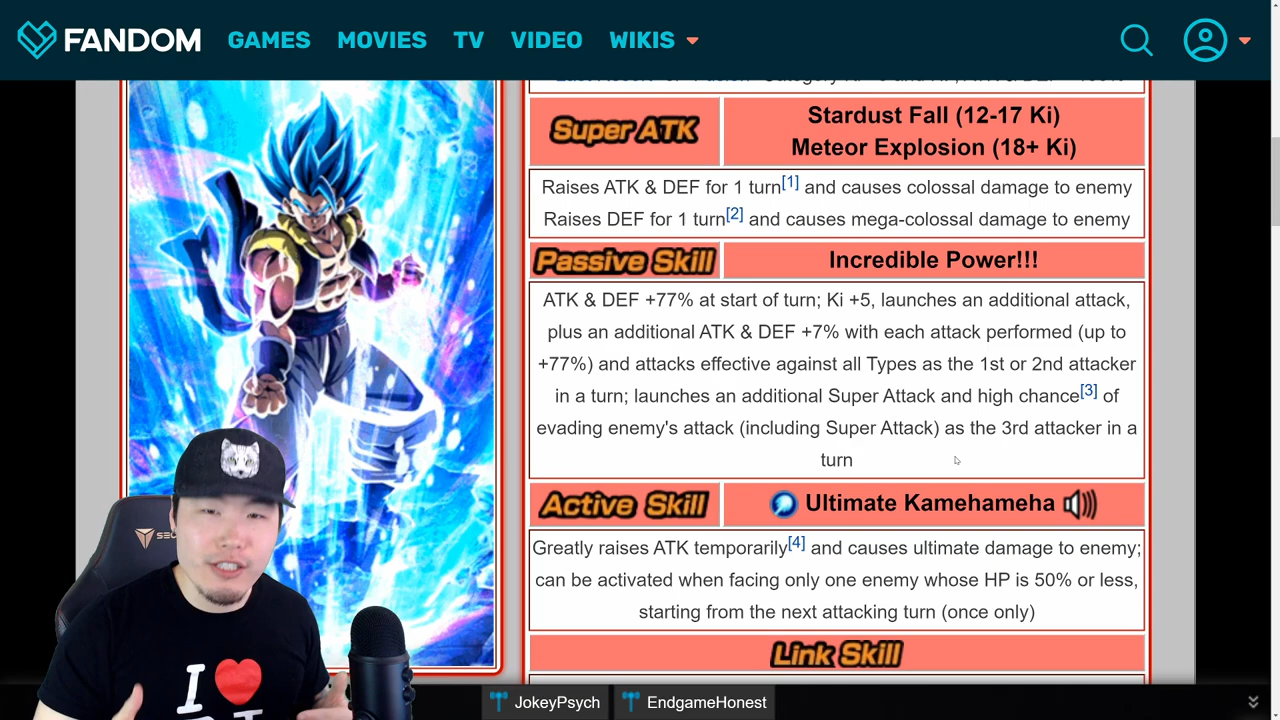 FANDOM GAMES MOVIES TV VIDEO WIKIS
Super ATK
Stardust Fall (12-17 Ki)
Meteor Explosion (18+ Ki)
Raises ATK & DEF for 1 turn[1] and causes colossal damage to enemy
Raises DEF for 1 turn[2] and causes mega-colossal damage to enemy
Passive Skill
Incredible Power!!!
ATK & DEF +77% at start of turn; Ki +5, launches an additional attack,
plus an additional ATK & DEF +7% with each attack performed (up to
+77%) and attacks effective against all Types as the 1st or 2nd attacker
in a turn; launches an additional Super Attack and high chance[3] of
evading enemy's attack (including Super Attack) as the 3rd attacker in a
turn
Active Skill
Ultimate Kamehameha
Greatly raises ATK temporarily[4] and causes ultimate damage to enemy;
can be activated when facing only one enemy whose HP is 50% or less,
starting from the next attacking turn (once only)
Link Skill
I
JokeyPsych
EndgameHonest